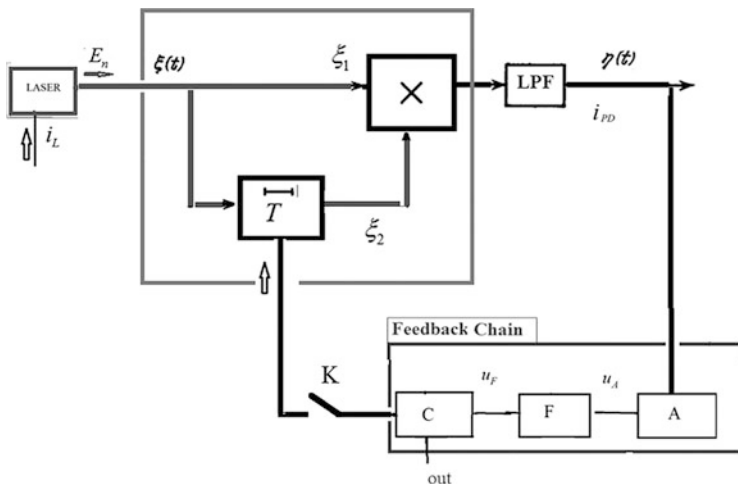 E_n
ξ(t)
ξ_1
η(t)
LASER
×
LPF
i_L
i_PD
T
ξ_2
Feedback Chain
K
u_F
u_A
C
F
A
out